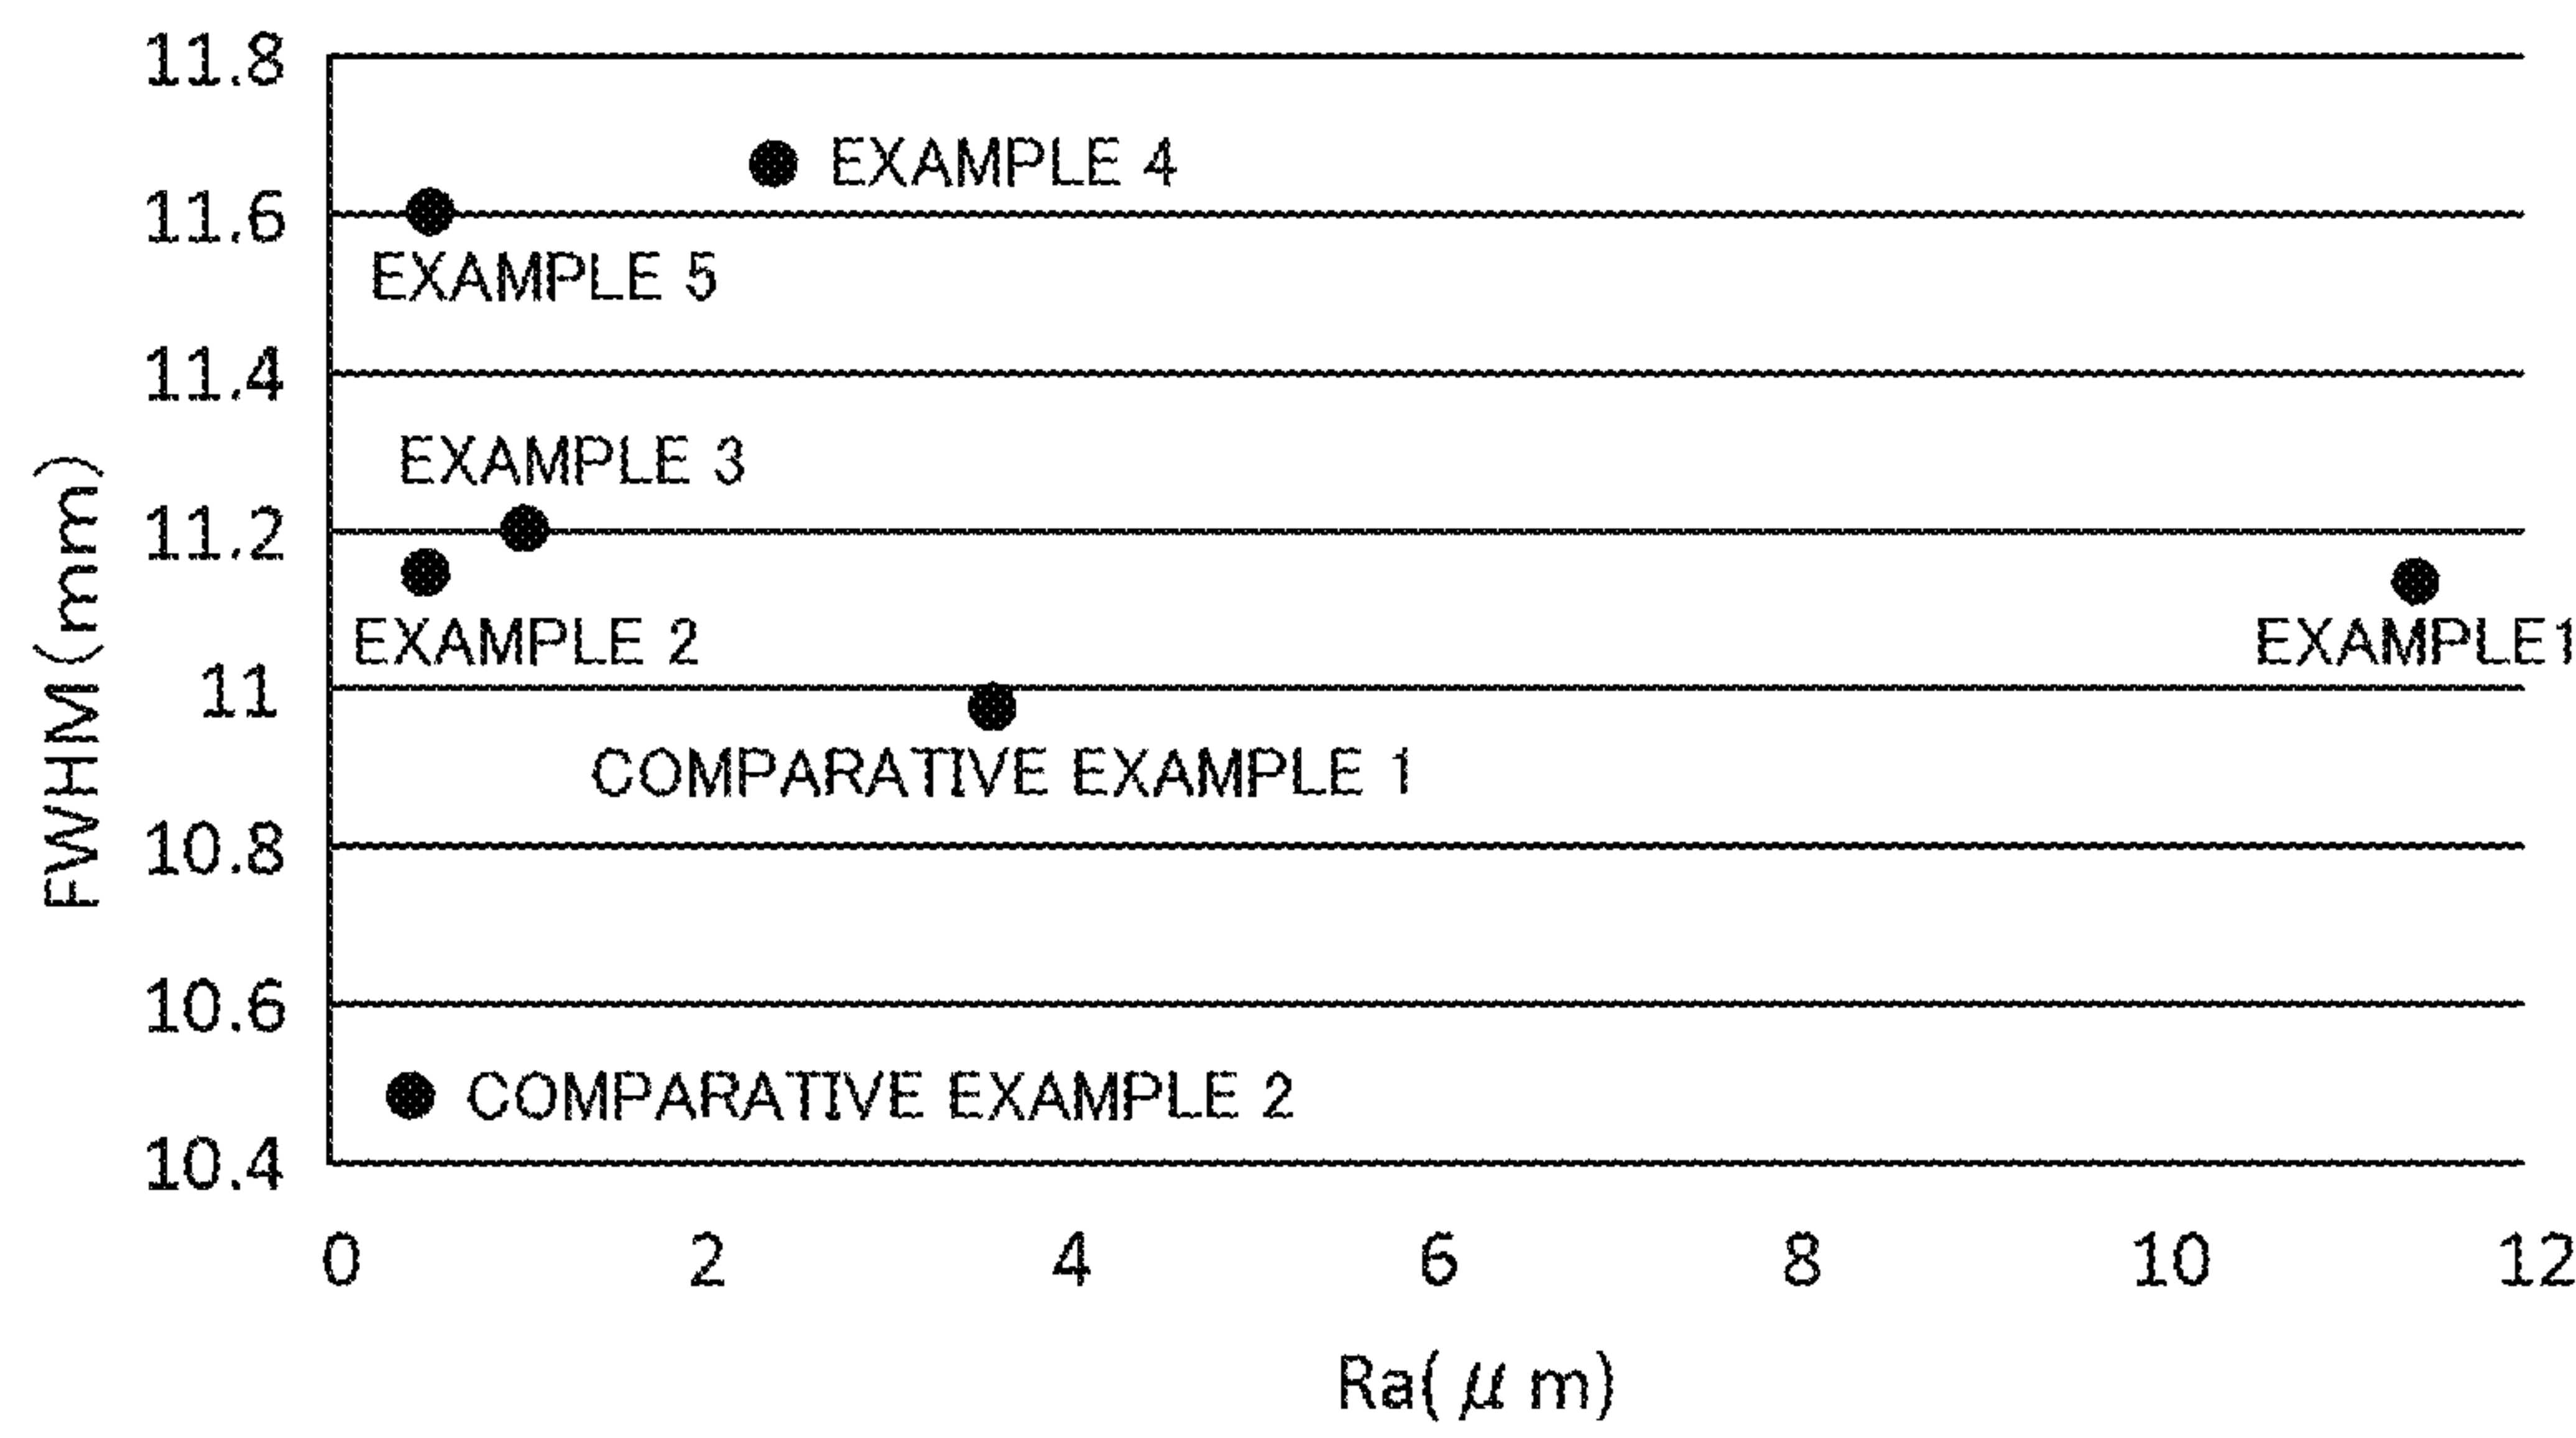 11.8
EXAMPLE 4
11.6
EXAMPLE 5
11.4
EXAMPLE 3
11.2
EXAMPLE 2
EXAMPLE1
11
COMPARATIVE EXAMPLE 1
10.8
10.6
COMPARATIVE EXAMPLE 2
10.4
FWHM(mm)
0 2 4 6 8 10 12
Ra(μm)